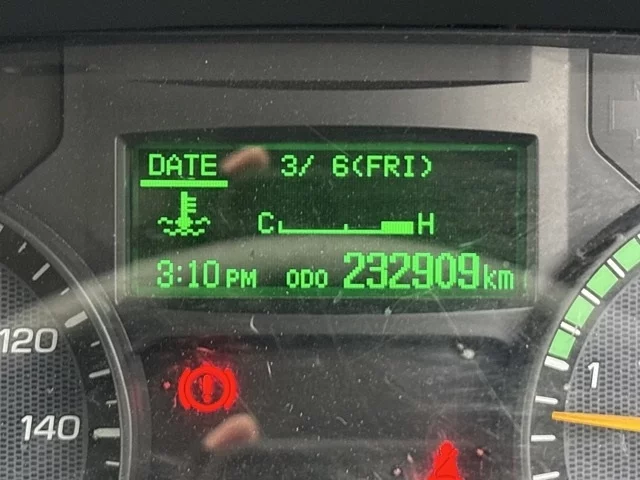 DATE 3/ 6(FRI)
C H
3:10 PM ODO 232909km
120
140
1